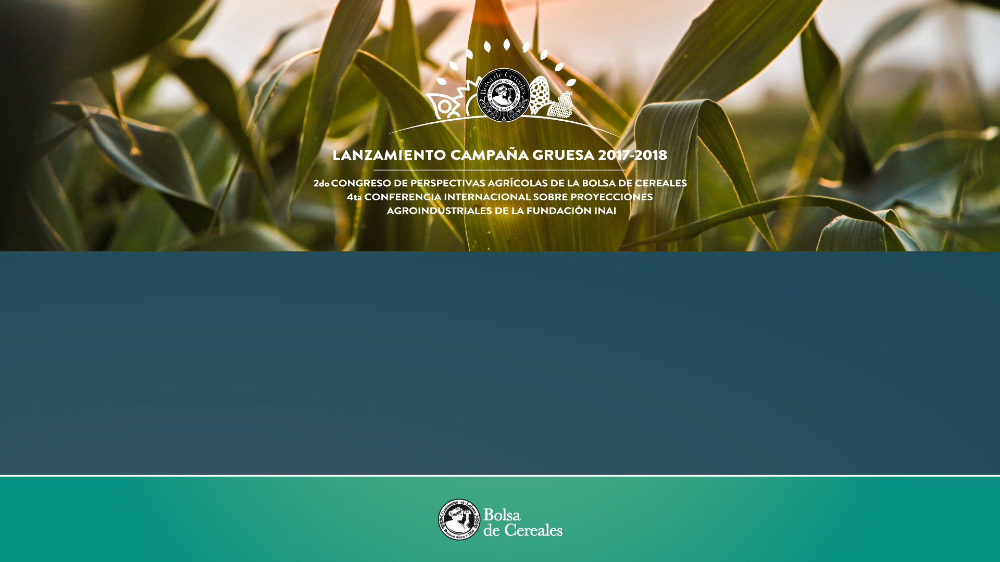 Bolsa de Cereales
Constantia · et · Labore
Buenos Aires × 1854
LANZAMIENTO CAMPAÑA GRUESA 2017-2018
2do CONGRESO DE PERSPECTIVAS AGRÍCOLAS DE LA BOLSA DE CEREALES
4ta CONFERENCIA INTERNACIONAL SOBRE PROYECCIONES
AGROINDUSTRIALES DE LA FUNDACIÓN INAI
Constantia · et · Labore
Buenos Aires × 1854
Bolsa
de Cereales